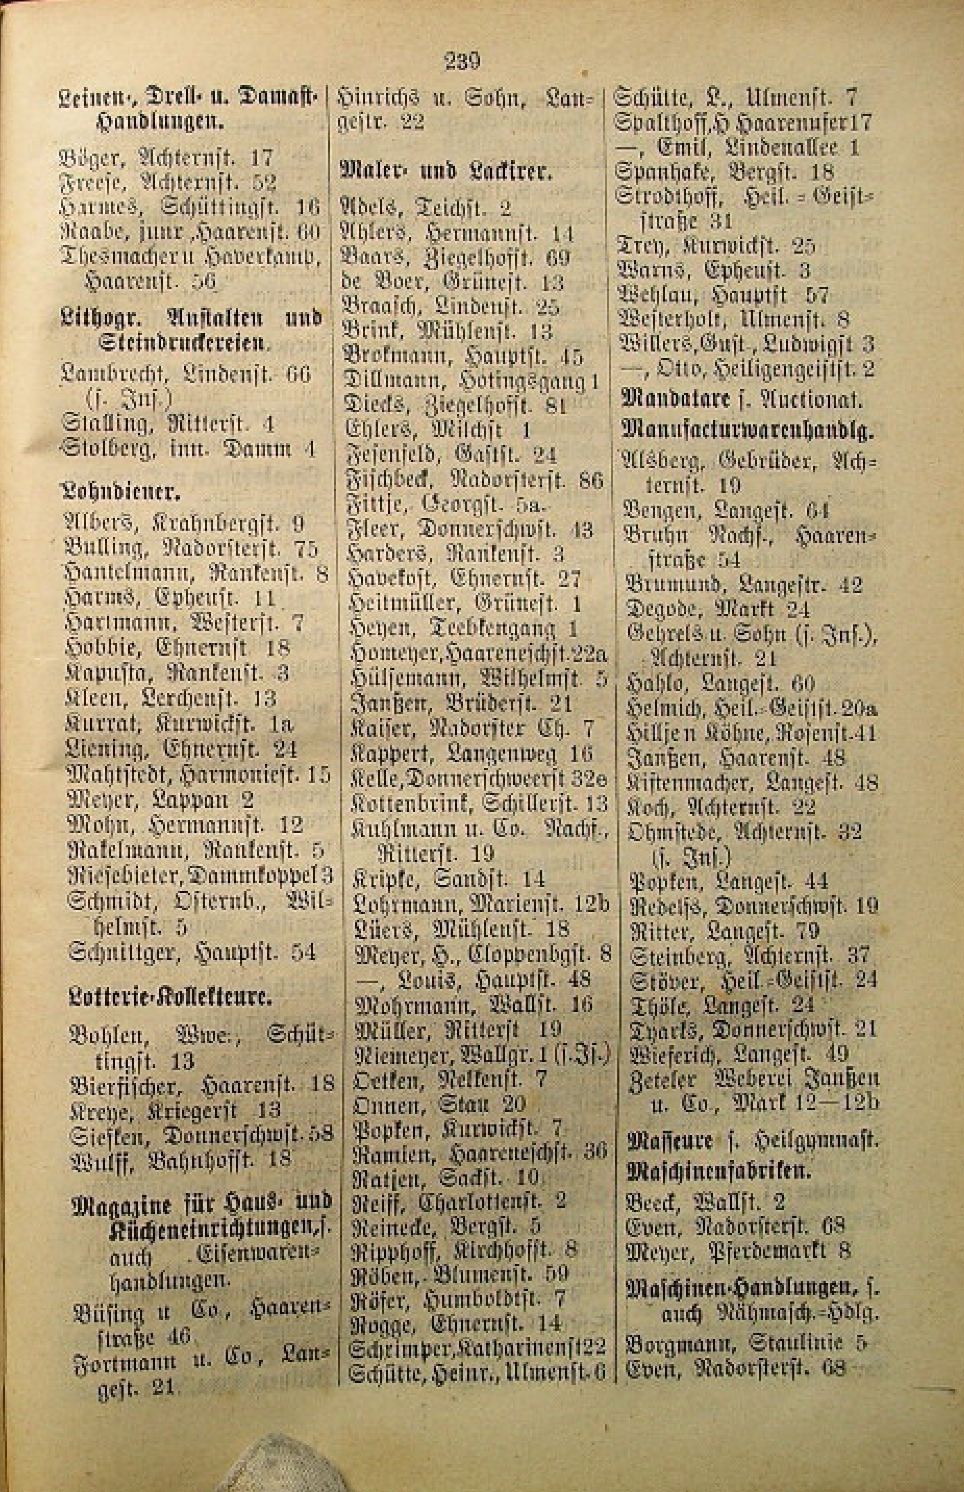 239
Leinen-, Drell- u. Damast-
Handlungen.
Böger, Achternst. 17
Freese, Achternst. 52
Harmes, Schüttingst. 16
Raabe, junr, Haarenst. 60
Thesmacher u Haverkamp,
Haarenst. 56
Lithogr. Anstalten und
Steindruckereien.
Lambrecht, Lindenst. 66
(s. Ins.)
Stalling, Ritterst. 4
Stolberg, inn. Damm 4
Lohndiener.
Albers, Krahnbergst. 9
Bulling, Nadorsterst. 75
Hantelmann, Rankenst. 8
Harms, Epheust. 11
Hartmann, Westerst. 7
Hobbie, Ehnernst 18
Kapusta, Rankenst. 3
Kleen, Lerchenst. 13
Kurrat, Kurwickst. 1a
Liening, Ehnernst. 24
Mahtstedt, Harmoniest. 15
Meyer, Lappan 2
Mohn, Hermannst. 12
Rakelmann, Rankenst. 5
Riesebieter, Dammkoppel 3
Schmidt, Osternb., Wil-
helmst. 5
Schnittger, Hauptst. 54
Lotterie-Kollekteure.
Bohlen, Wwe., Schüt-
tingst. 13
Bierfischer, Haarenst. 18
Kreye, Kriegerst 13
Siefken, Donnerschwst. 58
Wulff, Bahnhofst. 18
Magazine für Haus- und
Kücheneinrichtungen, s.
auch Eisenwaren-
handlungen.
Büsing u Co., Haaren-
straße 46
Fortmann u. Co, Lan-
gest. 21
Hinrichs u. Sohn, Lan-
gestr. 22
Maler- und Lackirer.
Adels, Teichst. 2
Ahlers, Hermannst. 14
Baars, Ziegelhofst. 69
de Boer, Grünest. 13
Braasch, Lindenst. 25
Brink, Mühlenst. 13
Brokmann, Hauptst. 45
Dillmann, Hotingsgang 1
Diecks, Ziegelhofst. 81
Ehlers, Milchst 1
Fesenfeld, Gastst. 24
Fischbeck, Nadorsterst. 86
Fittje, Georgst. 5a.
Fleer, Donnerschwst. 43
Harders, Rankenst. 3
Havekost, Ehnernst. 27
Heitmüller, Grünest. 1
Heyen, Teebkengang 1
Homeyer, Haareneschst. 22a
Hülsemann, Wilhelmst. 5
Janßen, Brüderst. 21
Kaiser, Nadorster Ch. 7
Kappert, Langenweg 16
Kelle, Donnerschweerst 32e
Kottenbrink, Schillerst. 13
Kuhlmann u. Co. Nachf.,
Ritterst. 19
Kripke, Sandst. 14
Lohrmann, Marienst. 12b
Lüers, Mühlenst. 18
Meyer, H., Cloppenbgst. 8
—, Louis, Hauptst. 48
Mohrmann, Wallst. 16
Müller, Ritterst 19
Niemeyer, Wallgr. 1 (s. Is.)
Oetken, Nelkenst. 7
Onnen, Stau 20
Popken, Kurwickst. 7
Ramien, Haareneschst. 36
Ratjen, Sackst. 10
Reiff, Charlottenst. 2
Reinecke, Bergst. 5
Ripphoff, Kirchhofst. 8
Röben, Blumenst. 59
Röser, Humboldtst. 7
Rogge, Ehnernst. 14
Schrimper, Katharinenst 22
Schütte, Heinr., Ulmenst. 6
Schütte, L., Ulmenst. 7
Spalthoff, H Haarenufer 17
—, Emil, Lindenallee 1
Spanhake, Bergst. 18
Strodthoff, Heil.-Geist-
straße 31
Trey, Kurwickst. 25
Warns, Epheust. 3
Wehlau, Hauptst 57
Westerholt, Ulmenst. 8
Willers, Gust., Ludwigst 3
—, Otto, Heiligengeistst. 2
Mandatare s. Auctionat.
Manufacturwarenhandlg.
Alsberg, Gebrüder, Ach-
ternst. 19
Bengen, Langest. 64
Bruhn Nachf., Haaren-
straße 54
Brumund, Langestr. 42
Degode, Markt 24
Gehrels u. Sohn (s. Ins.),
Achternst. 21
Hahlo, Langest. 60
Helmich, Heil.-Geistst. 20a
Hilljen Köhne, Rosenst. 41
Janßen, Haarenst. 48
Kistenmacher, Langest. 48
Koch, Achternst. 22
Ohmstede, Achternst. 32
(s. Ins.)
Popken, Langest. 44
Redelfs, Donnerschwst. 19
Ritter, Langest. 79
Steinberg, Achternst. 37
Stöver, Heil.-Geistst. 24
Thöle, Langest. 24
Tyarks, Donnerschwst. 21
Wieferich, Langest. 49
Zeteler Weberei Janßen
u. Co., Mark 12—12b
Masseure s. Heilgymnast.
Maschinenfabriken.
Beeck, Wallst. 2
Even, Nadorsterst. 68
Meyer, Pferdemarkt 8
Maschinen-Handlungen, s.
auch Nähmasch.-Hdlg.
Borgmann, Staulinie 5
Even, Nadorsterst. 68